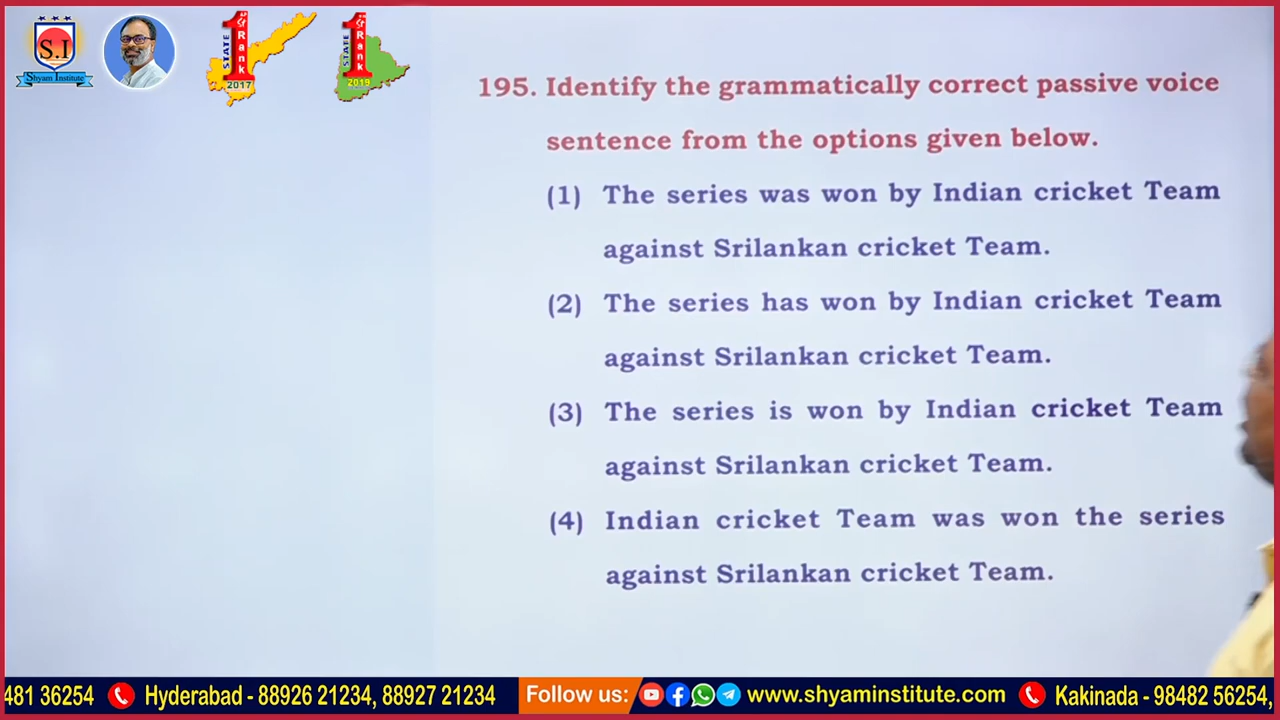 S.I
Shyam Institute
STATE
1
Rank
2017
STATE
1
Rank
2019
195. Identify the grammatically correct passive voice
sentence from the options given below.
(1) The series was won by Indian cricket Team
against Srilankan cricket Team.
(2) The series has won by Indian cricket Team
against Srilankan cricket Team.
(3) The series is won by Indian cricket Team
against Srilankan cricket Team.
(4) Indian cricket Team was won the series
against Srilankan cricket Team.
481 36254 Hyderabad - 88926 21234, 88927 21234 Follow us: www.shyaminstitute.com Kakinada - 98482 56254,